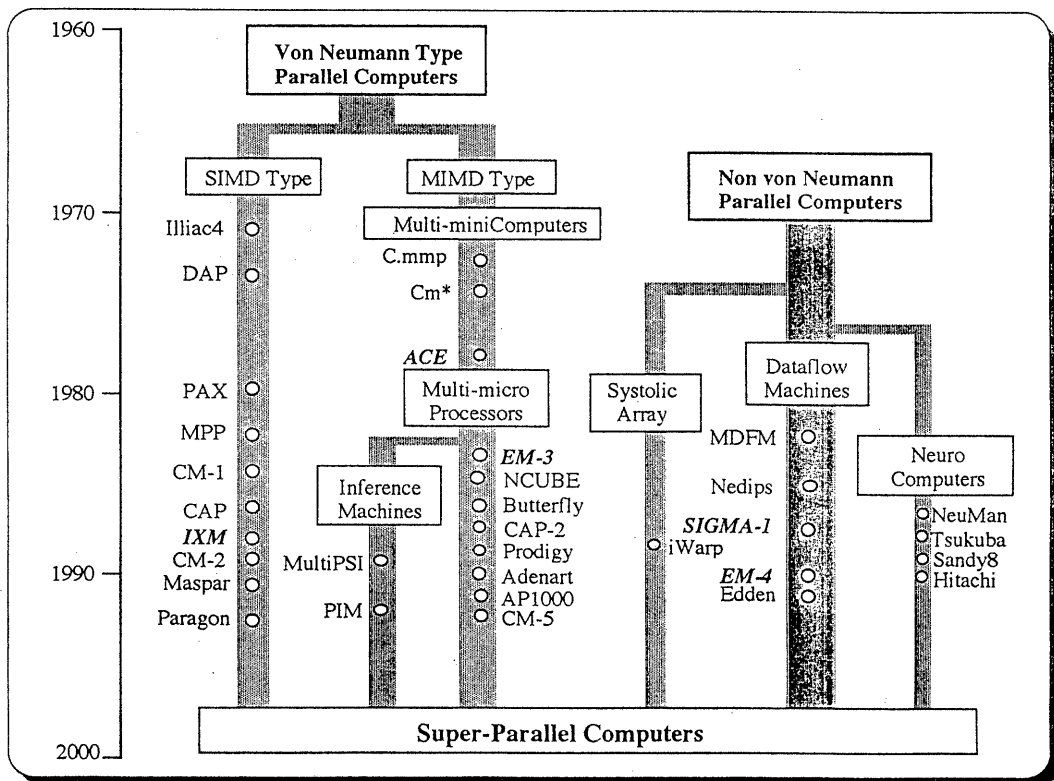 1960
1970
1980
1990
2000
Von Neumann Type
Parallel Computers
SIMD Type
Illiac4
DAP
PAX
MPP
CM-1
CAP
IXM
CM-2
Maspar
Paragon
MIMD Type
Multi-miniComputers
C.mmp
Cm*
ACE
Multi-micro
Processors
EM-3
NCUBE
Butterfly
CAP-2
Prodigy
Adenart
AP1000
CM-5
Inference
Machines
MultiPSI
PIM
Non von Neumann
Parallel Computers
Systolic
Array
iWarp
Dataflow
Machines
MDFM
Nedips
SIGMA-1
EM-4
Edden
Neuro
Computers
NeuMan
Tsukuba
Sandy8
Hitachi
Super-Parallel Computers